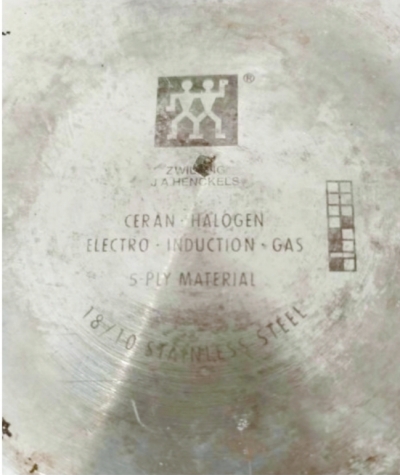 ®
ZWILLING
J.A. HENCKELS
CERAN · HALOGEN
ELECTRO · INDUCTION · GAS
5-PLY MATERIAL
18/10 STAINLESS STEEL